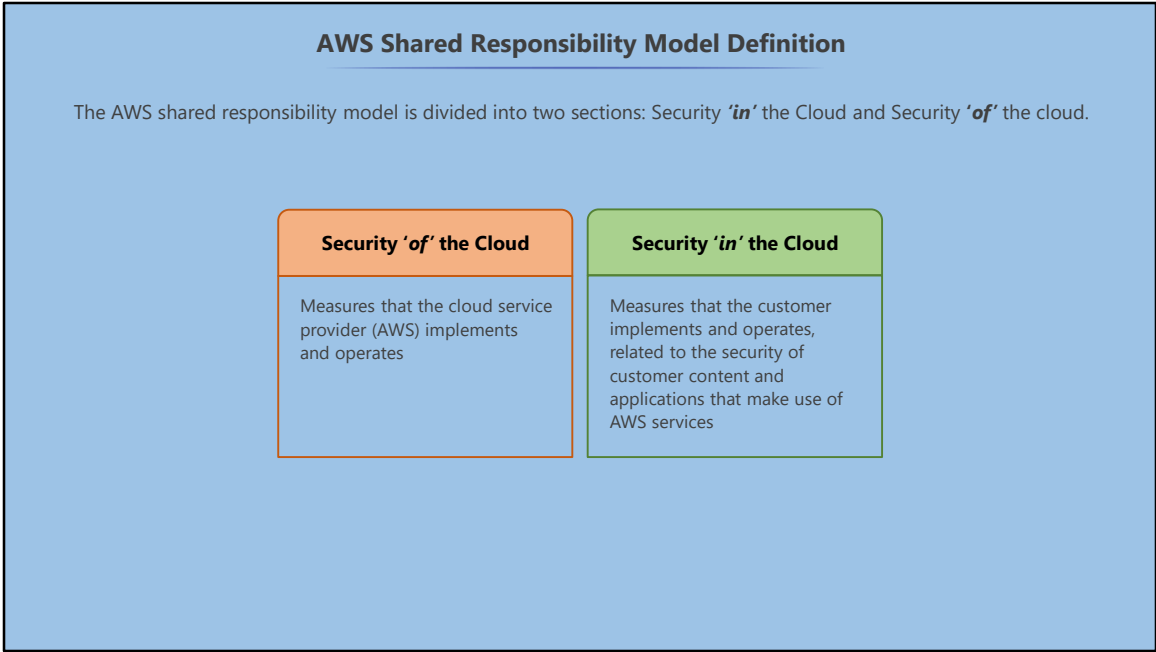 AWS Shared Responsibility Model Definition
The AWS shared responsibility model is divided into two sections: Security ‘in’ the Cloud and Security ‘of’ the cloud.
Security ‘of’ the Cloud
Measures that the cloud service
provider (AWS) implements
and operates
Security ‘in’ the Cloud
Measures that the customer
implements and operates,
related to the security of
customer content and
applications that make use of
AWS services